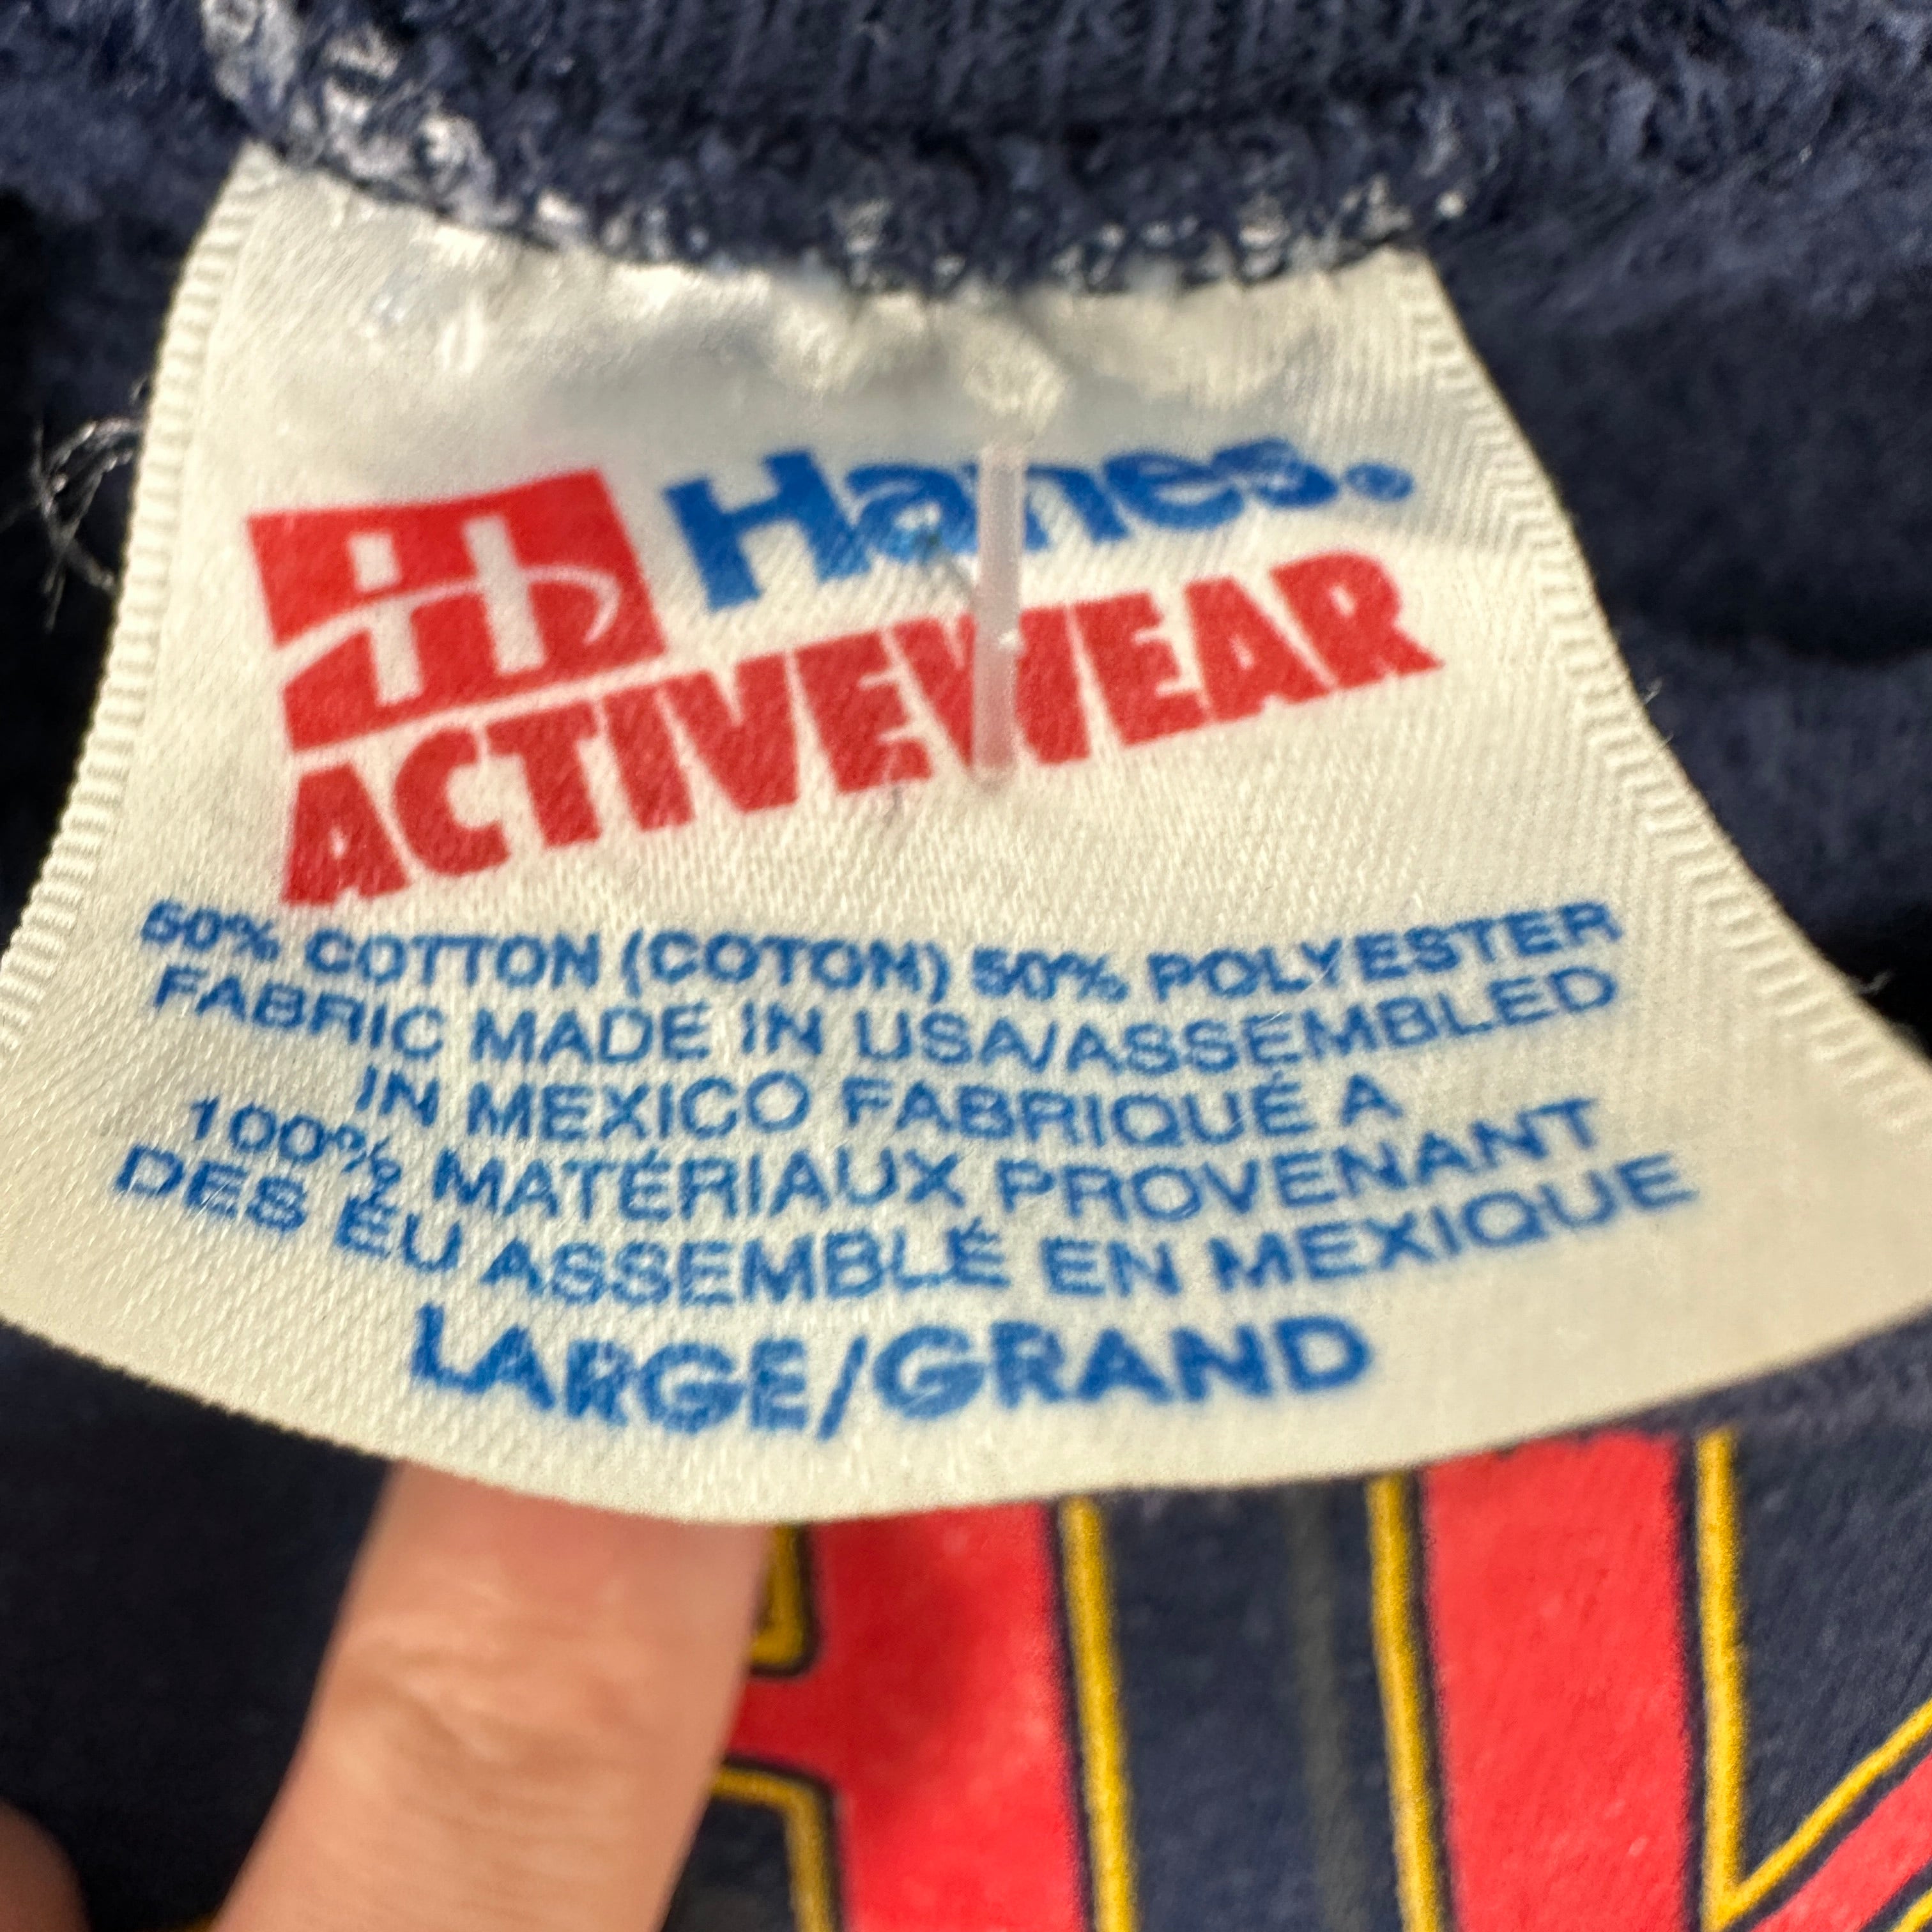 H Hanes®
ACTIVEWEAR
50% COTTON (COTON) 50% POLYESTER
FABRIC MADE IN USA/ASSEMBLED
IN MEXICO FABRIQUÉ A
100% MATÉRIAUX PROVENANT
DES ÉU ASSEMBLÉ EN MEXIQUE
LARGE/GRAND